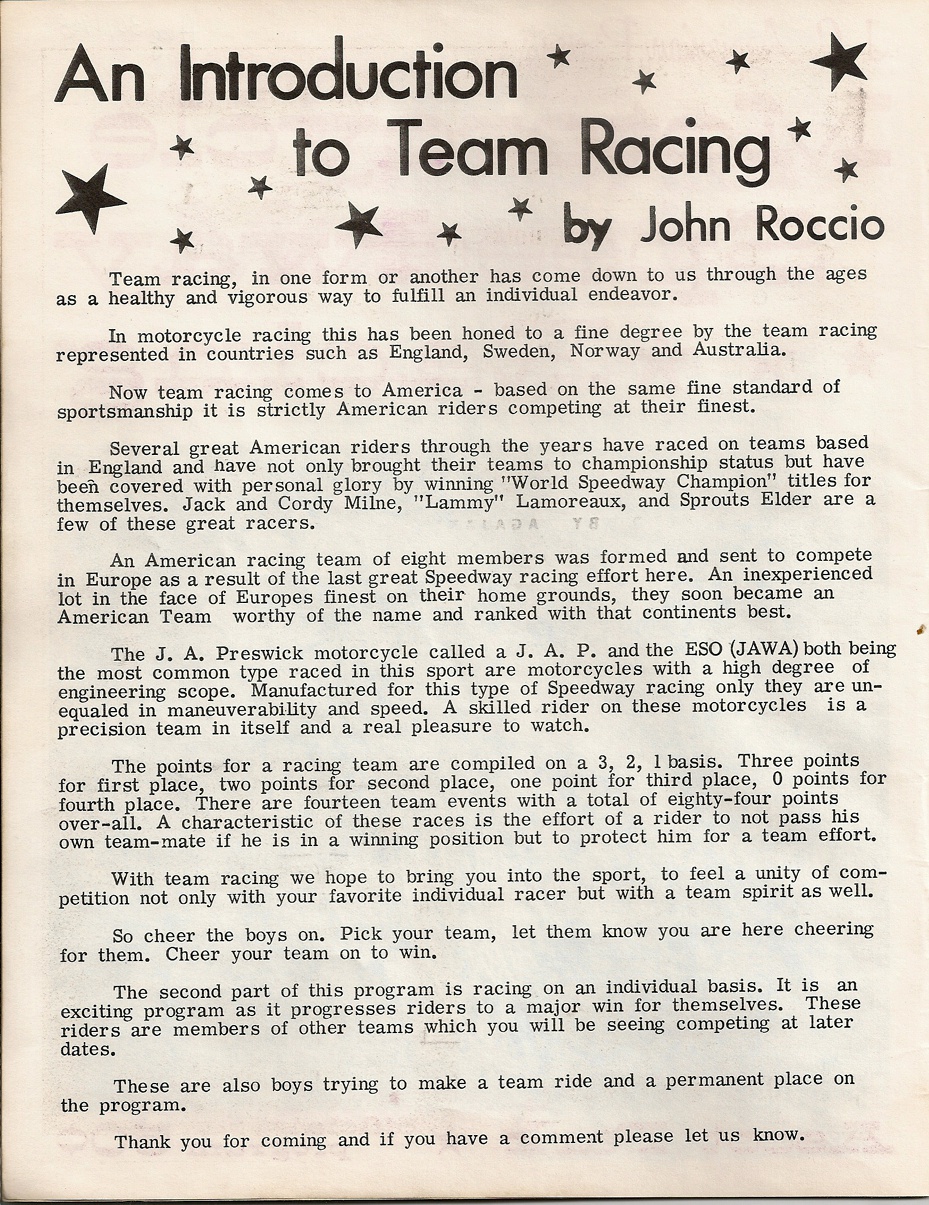 An Introduction
to Team Racing
by John Roccio
Team racing, in one form or another has come down to us through the ages
as a healthy and vigorous way to fulfill an individual endeavor.
In motorcycle racing this has been honed to a fine degree by the team racing
represented in countries such as England, Sweden, Norway and Australia.
Now team racing comes to America - based on the same fine standard of
sportsmanship it is strictly American riders competing at their finest.
Several great American riders through the years have raced on teams based
in England and have not only brought their teams to championship status but have
been covered with personal glory by winning "World Speedway Champion" titles for
themselves. Jack and Cordy Milne, "Lammy" Lamoreaux, and Sprouts Elder are a
few of these great racers.
An American racing team of eight members was formed and sent to compete
in Europe as a result of the last great Speedway racing effort here. An inexperienced
lot in the face of Europes finest on their home grounds, they soon became an
American Team worthy of the name and ranked with that continents best.
The J. A. Preswick motorcycle called a J. A. P. and the ESO (JAWA) both being
the most common type raced in this sport are motorcycles with a high degree of
engineering scope. Manufactured for this type of Speedway racing only they are un-
equaled in maneuverability and speed. A skilled rider on these motorcycles is a
precision team in itself and a real pleasure to watch.
The points for a racing team are compiled on a 3, 2, 1 basis. Three points
for first place, two points for second place, one point for third place, 0 points for
fourth place. There are fourteen team events with a total of eighty-four points
over-all. A characteristic of these races is the effort of a rider to not pass his
own team-mate if he is in a winning position but to protect him for a team effort.
With team racing we hope to bring you into the sport, to feel a unity of com-
petition not only with your favorite individual racer but with a team spirit as well.
So cheer the boys on. Pick your team, let them know you are here cheering
for them. Cheer your team on to win.
The second part of this program is racing on an individual basis. It is an
exciting program as it progresses riders to a major win for themselves. These
riders are members of other teams which you will be seeing competing at later
dates.
These are also boys trying to make a team ride and a permanent place on
the program.
Thank you for coming and if you have a comment please let us know.